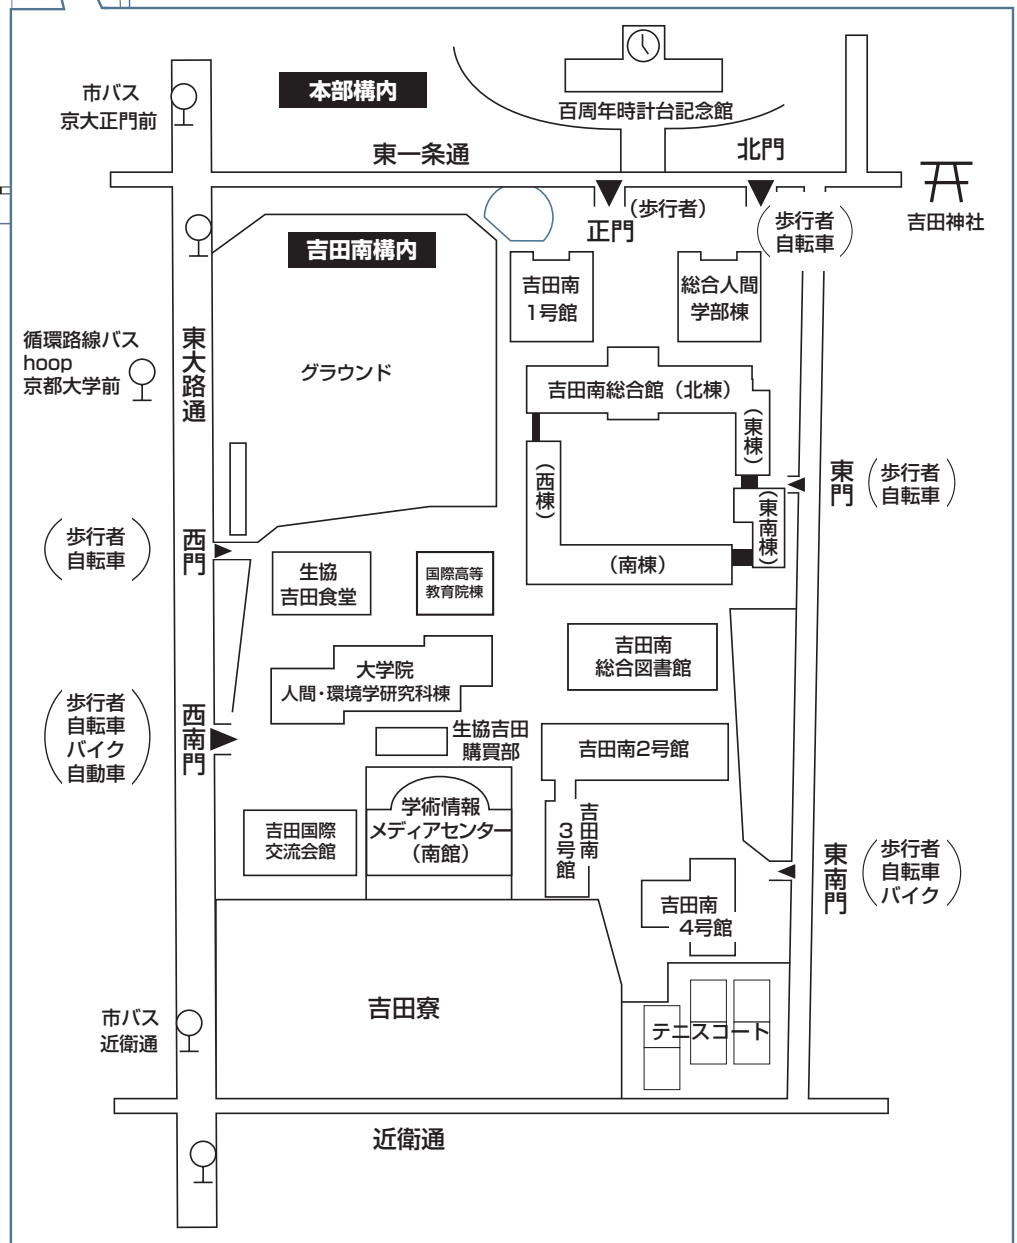 本部構内
市バス
京大正門前
百周年時計台記念館
東一条通
北門
(歩行者)
正門
(歩行者
自転車)
吉田神社
吉田南構内
吉田南
1号館
総合人間
学部棟
循環路線バス
hoop
京都大学前
東大路通
グラウンド
吉田南総合館(北棟)
(東棟)
(西棟)
(東南棟)
(南棟)
東門
(歩行者
自転車)
(歩行者
自転車)
西門
生協
吉田食堂
国際高等
教育院棟
吉田南
総合図書館
大学院
人間・環境学研究科棟
(歩行者
自転車
バイク
自動車)
西南門
生協吉田
購買部
吉田南2号館
学術情報
メディアセンター
(南館)
吉田国際
交流会館
吉田南
3号館
東南門
(歩行者
自転車
バイク)
吉田南
4号館
吉田寮
テニスコート
市バス
近衛通
近衛通